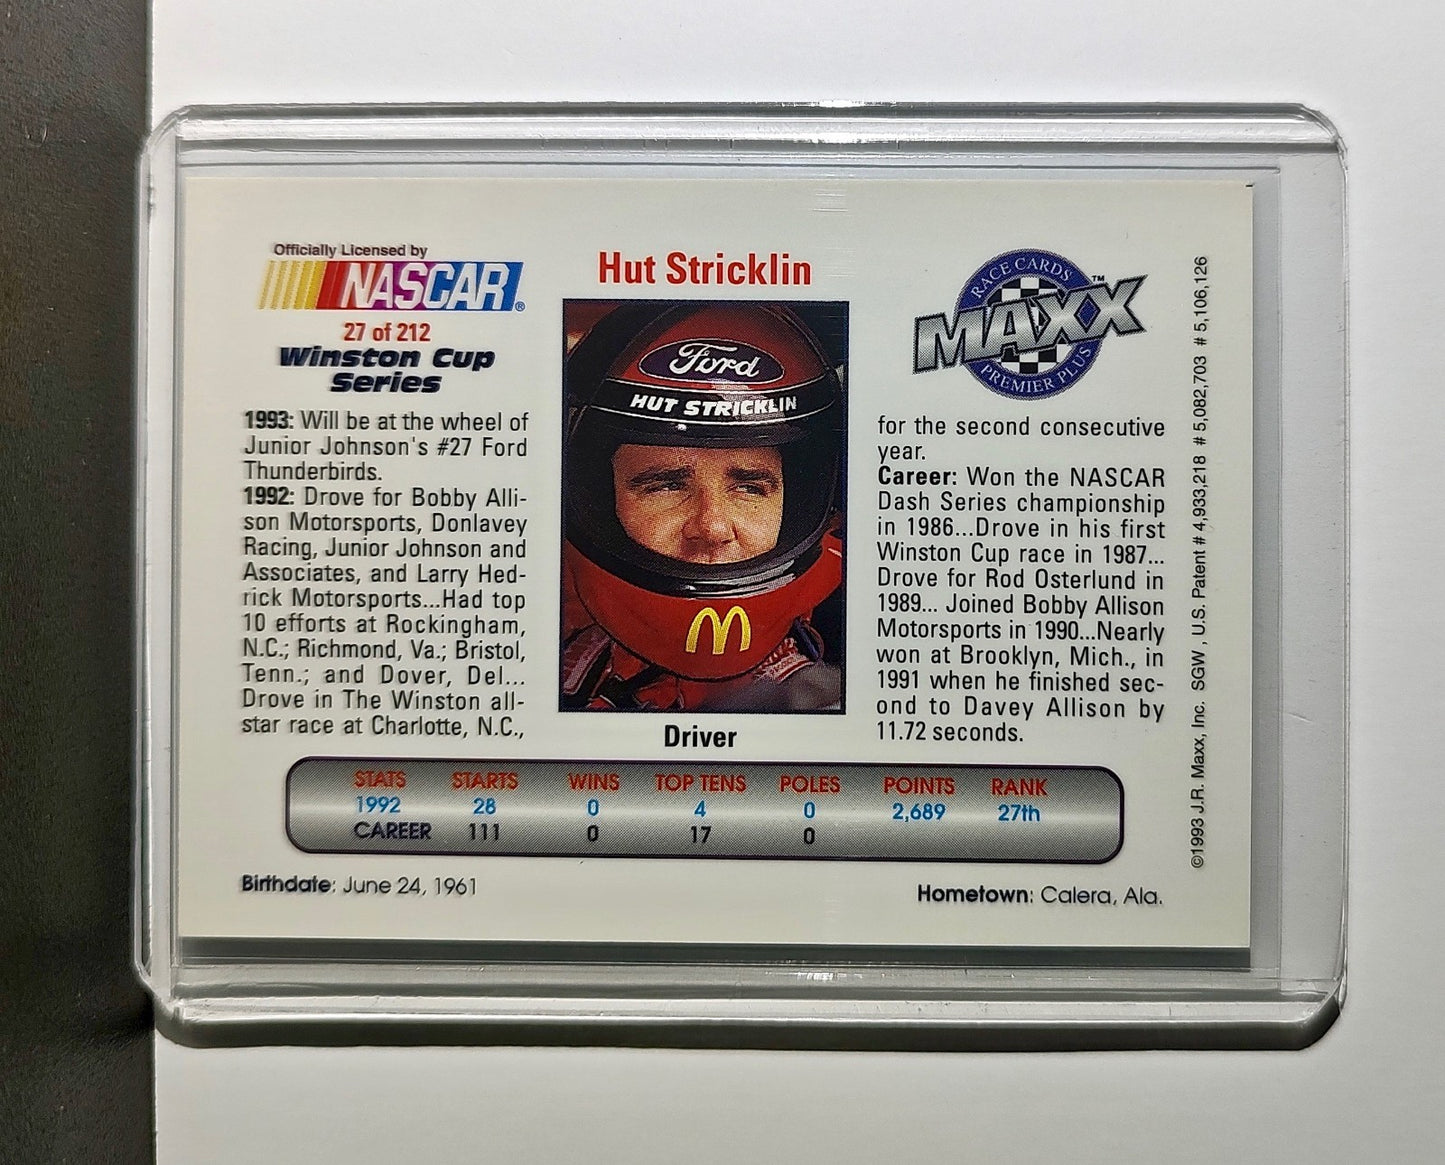 Officially Licensed by
NASCAR®
27 of 212
Winston Cup
Series
1993: Will be at the wheel of
Junior Johnson's #27 Ford
Thunderbirds.
1992: Drove for Bobby Alli-
son Motorsports, Donlavey
Racing, Junior Johnson and
Associates, and Larry Hed-
rick Motorsports...Had top
10 efforts at Rockingham,
N.C.; Richmond, Va.; Bristol,
Tenn.; and Dover, Del...
Drove in The Winston all-
star race at Charlotte, N.C.,
Hut Stricklin
Ford
HUT STRICKLIN
M
Driver
RACE CARDS
MAXX™
PREMIER PLUS
for the second consecutive
year.
Career: Won the NASCAR
Dash Series championship
in 1986...Drove in his first
Winston Cup race in 1987...
Drove for Rod Osterlund in
1989... Joined Bobby Allison
Motorsports in 1990...Nearly
won at Brooklyn, Mich., in
1991 when he finished sec-
ond to Davey Allison by
11.72 seconds.
STATS STARTS WINS TOP TENS POLES POINTS RANK
1992 28 0 4 0 2,689 27th
CAREER 111 0 17 0
Birthdate: June 24, 1961
Hometown: Calera, Ala.
©1993 J.R. Maxx, Inc. SGW, U.S. Patent # 4,933,218 # 5,082,703 # 5,106,126